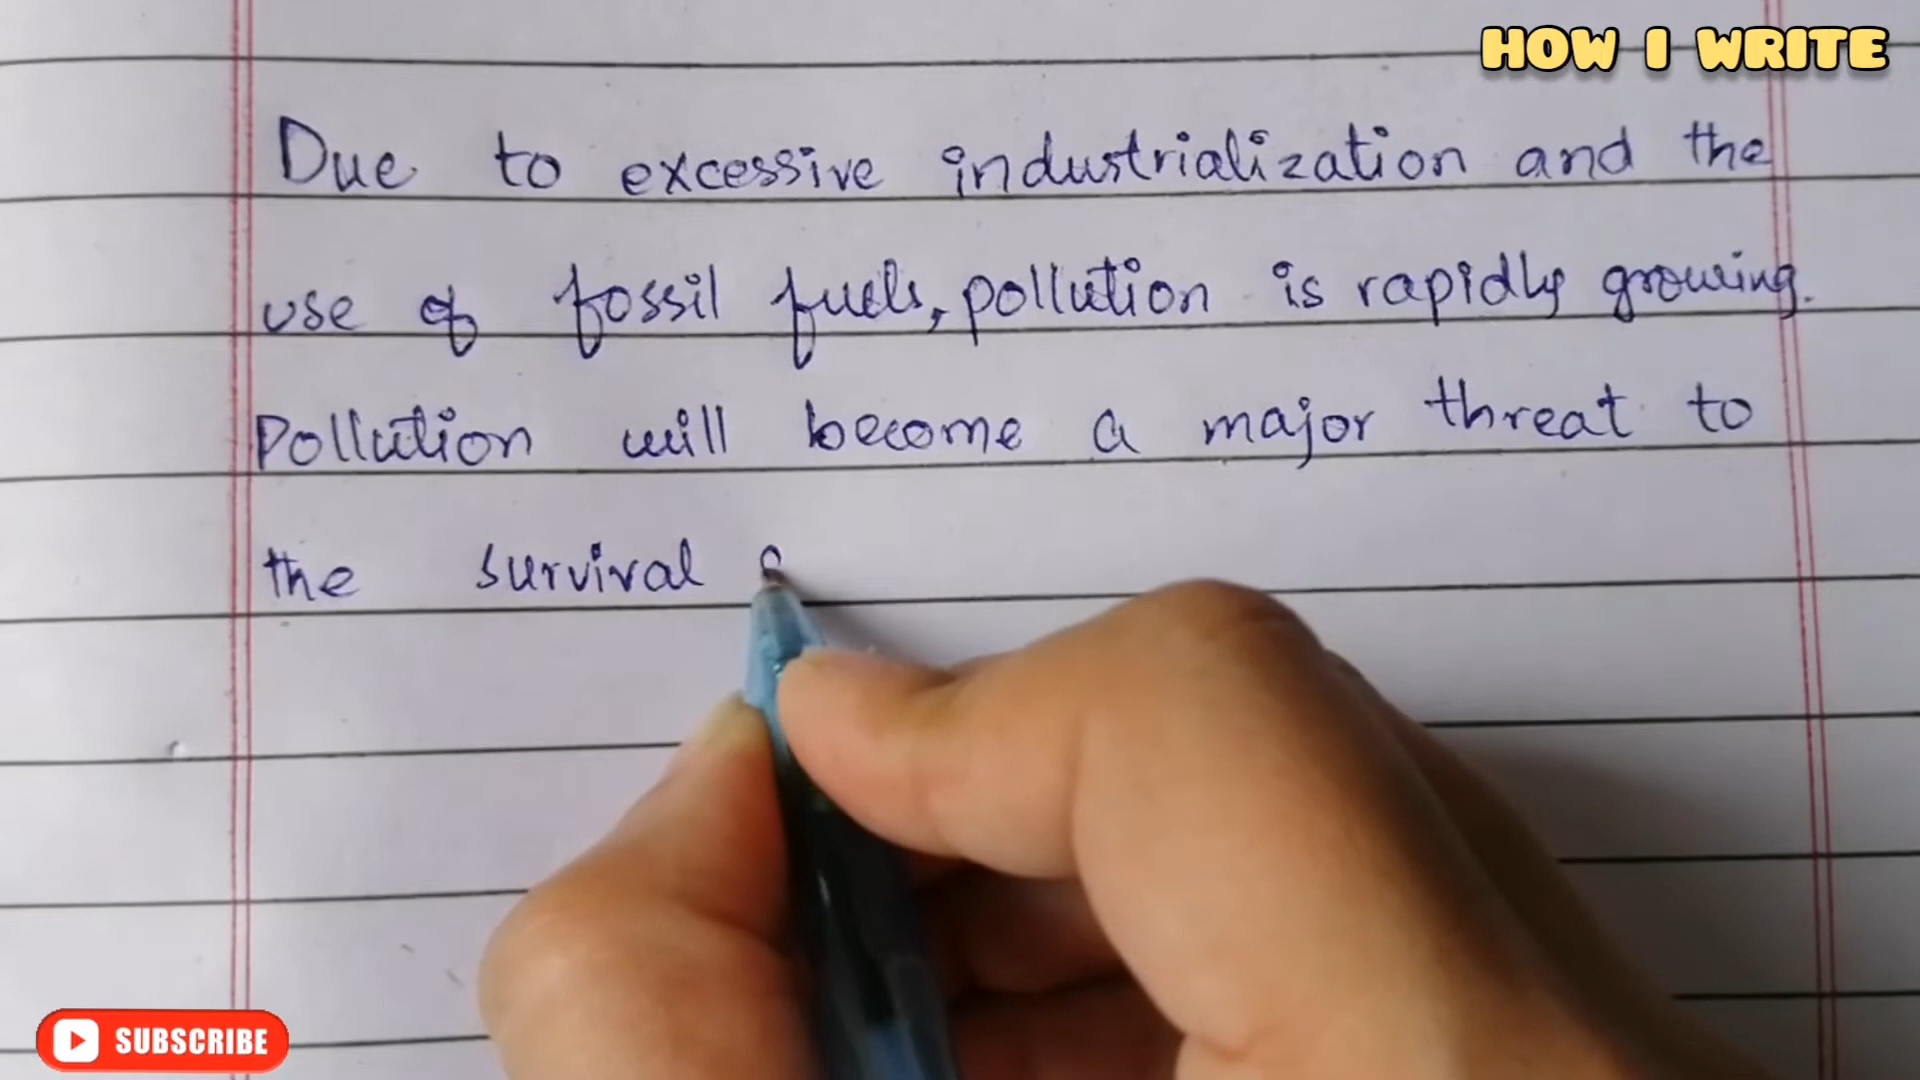 HOW I WRITE
Due to excessive industrialization and the
use of fossil fuels, pollution is rapidly growing.
Pollution will become a major threat to
the survival
SUBSCRIBE